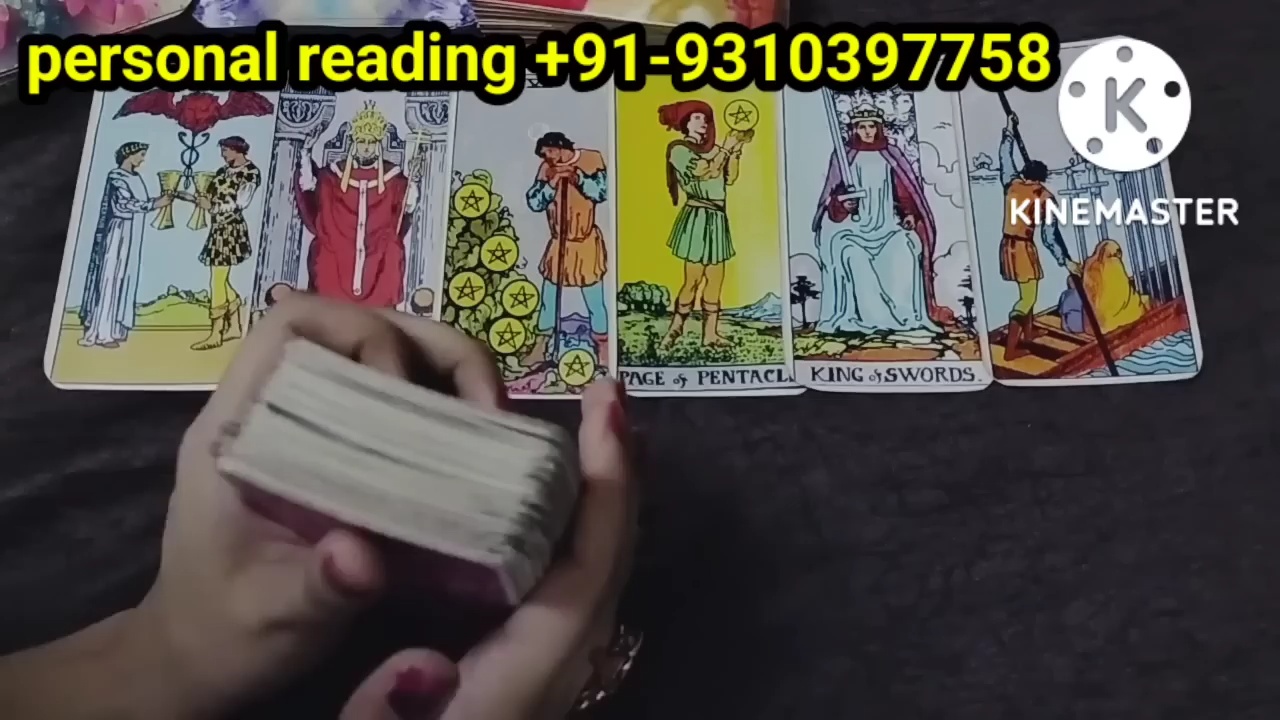 personal reading +91-9310397758
K
KINEMASTER
PAGE of PENTACL
KING of SWORDS.